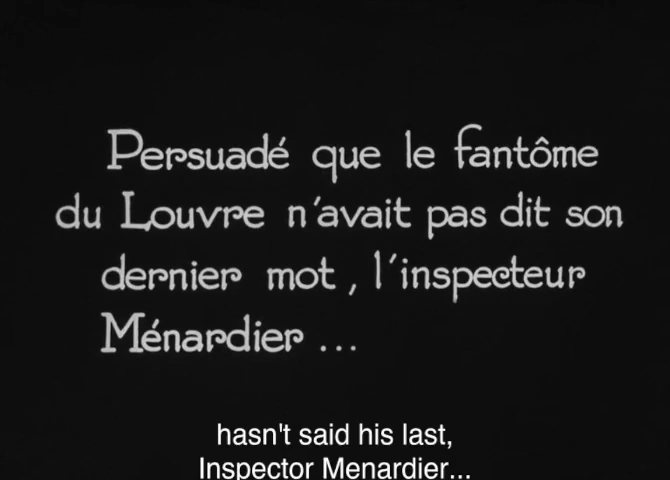 Persuadé que le fantôme
du Louvre n'avait pas dit son
dernier mot, l'inspecteur
Ménardier ...
hasn't said his last,
Inspector Menardier...